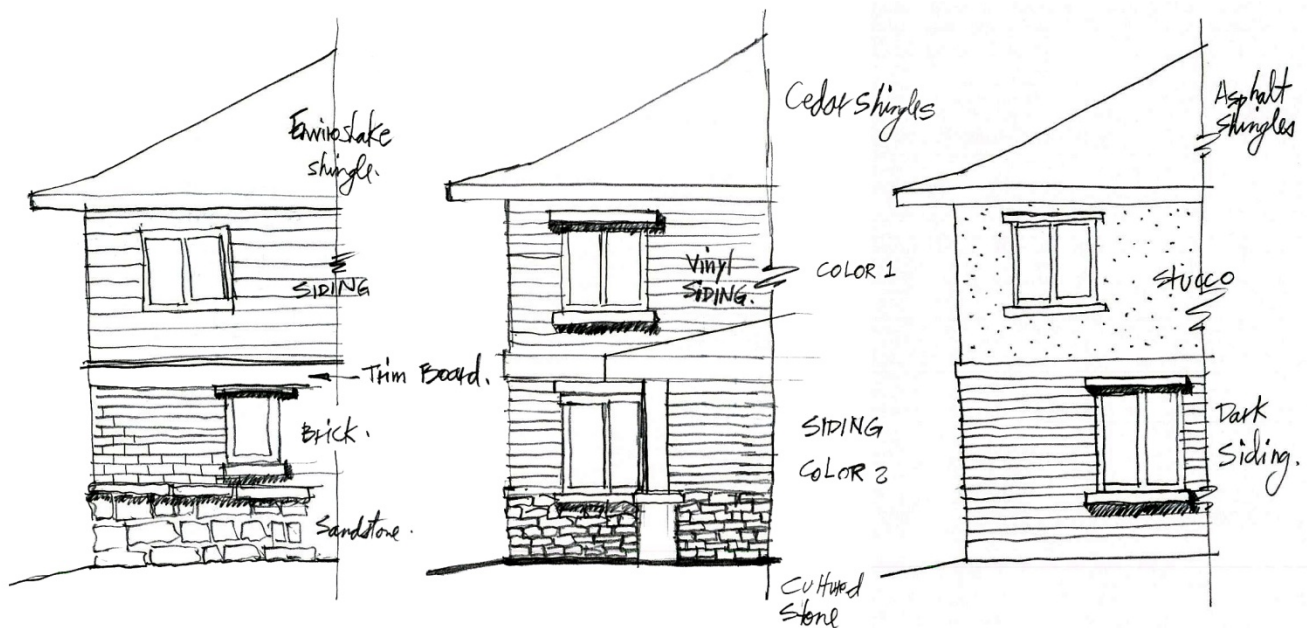 Enviroshake
shingle.
SIDING
Trim Board.
Brick.
Sandstone.
Cedar Shingles
Vinyl
SIDING.
COLOR 1
SIDING
COLOR 2
Cultured
Stone
Asphalt
Shingles
Stucco
Dark
Siding.